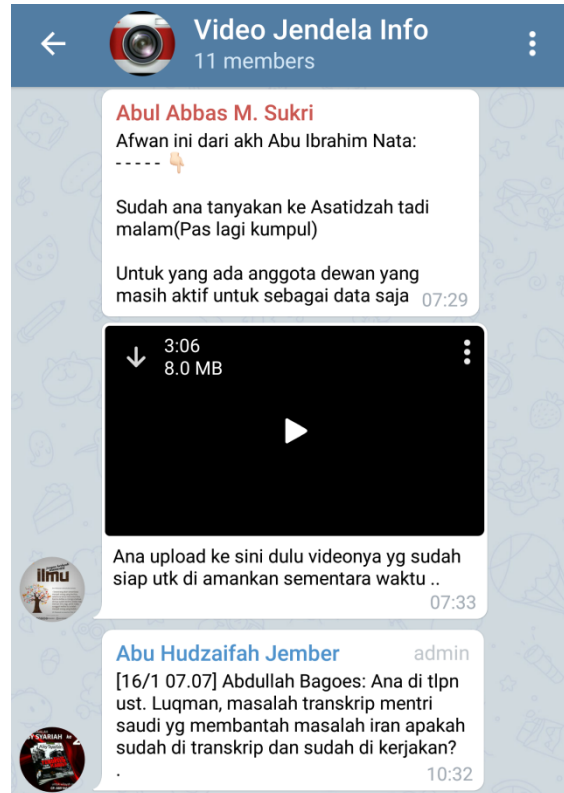 Video Jendela Info
11 members
Abul Abbas M. Sukri
Afwan ini dari akh Abu Ibrahim Nata:
- - - - - 👇🏻
Sudah ana tanyakan ke Asatidzah tadi
malam(Pas lagi kumpul)
Untuk yang ada anggota dewan yang
masih aktif untuk sebagai data saja 07:29
3:06
8.0 MB
Ana upload ke sini dulu videonya yg sudah
siap utk di amankan sementara waktu ..
07:33
ilmu
Abu Hudzaifah Jember admin
[16/1 07.07] Abdullah Bagoes: Ana di tlpn
ust. Luqman, masalah transkrip mentri
saudi yg membantah masalah iran apakah
sudah di transkrip dan sudah di kerjakan?
.
10:32